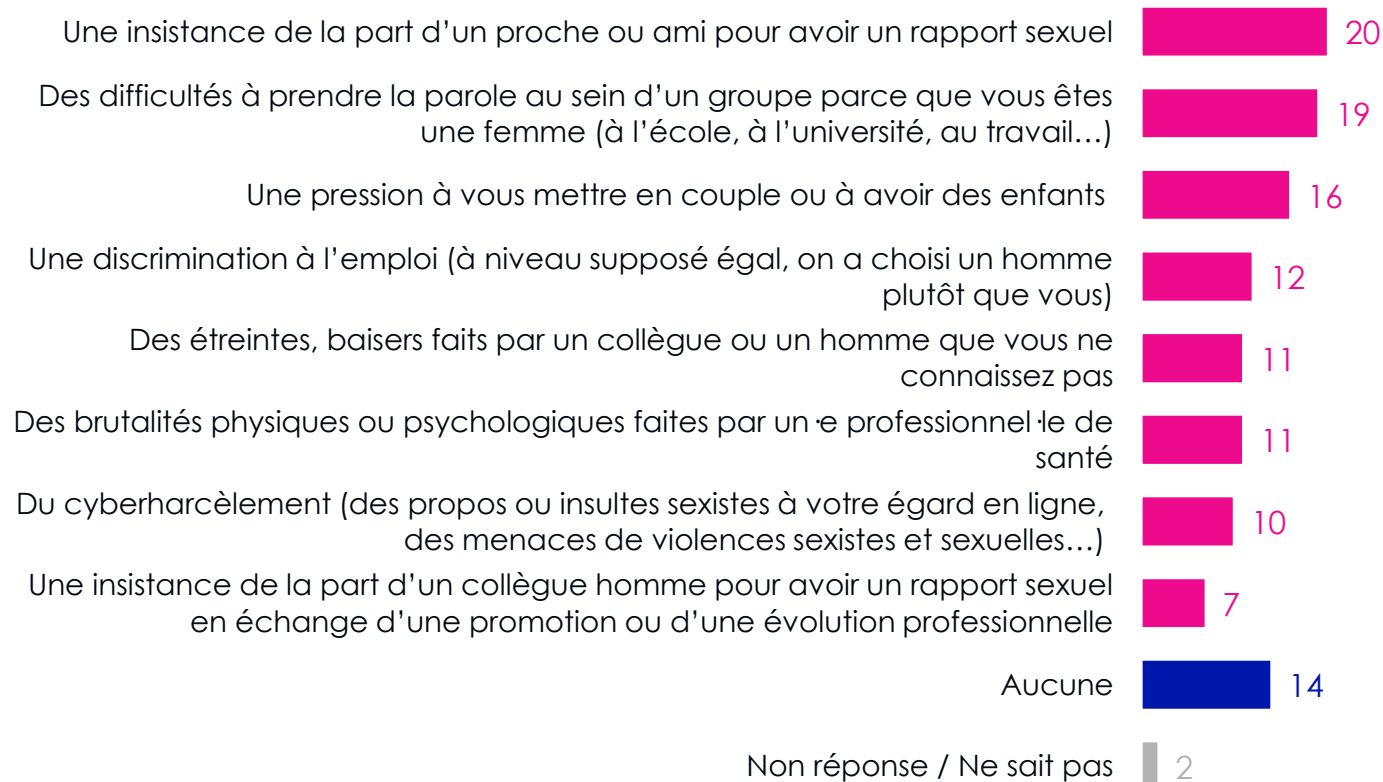 Une insistance de la part d’un proche ou ami pour avoir un rapport sexuel 20
Des difficultés à prendre la parole au sein d’un groupe parce que vous êtes
une femme (à l’école, à l’université, au travail…) 19
Une pression à vous mettre en couple ou à avoir des enfants 16
Une discrimination à l’emploi (à niveau supposé égal, on a choisi un homme
plutôt que vous) 12
Des étreintes, baisers faits par un collègue ou un homme que vous ne
connaissez pas 11
Des brutalités physiques ou psychologiques faites par un·e professionnel·le de
santé 11
Du cyberharcèlement (des propos ou insultes sexistes à votre égard en ligne,
des menaces de violences sexistes et sexuelles…) 10
Une insistance de la part d’un collègue homme pour avoir un rapport sexuel
en échange d’une promotion ou d’une évolution professionnelle 7
Aucune 14
Non réponse / Ne sait pas 2